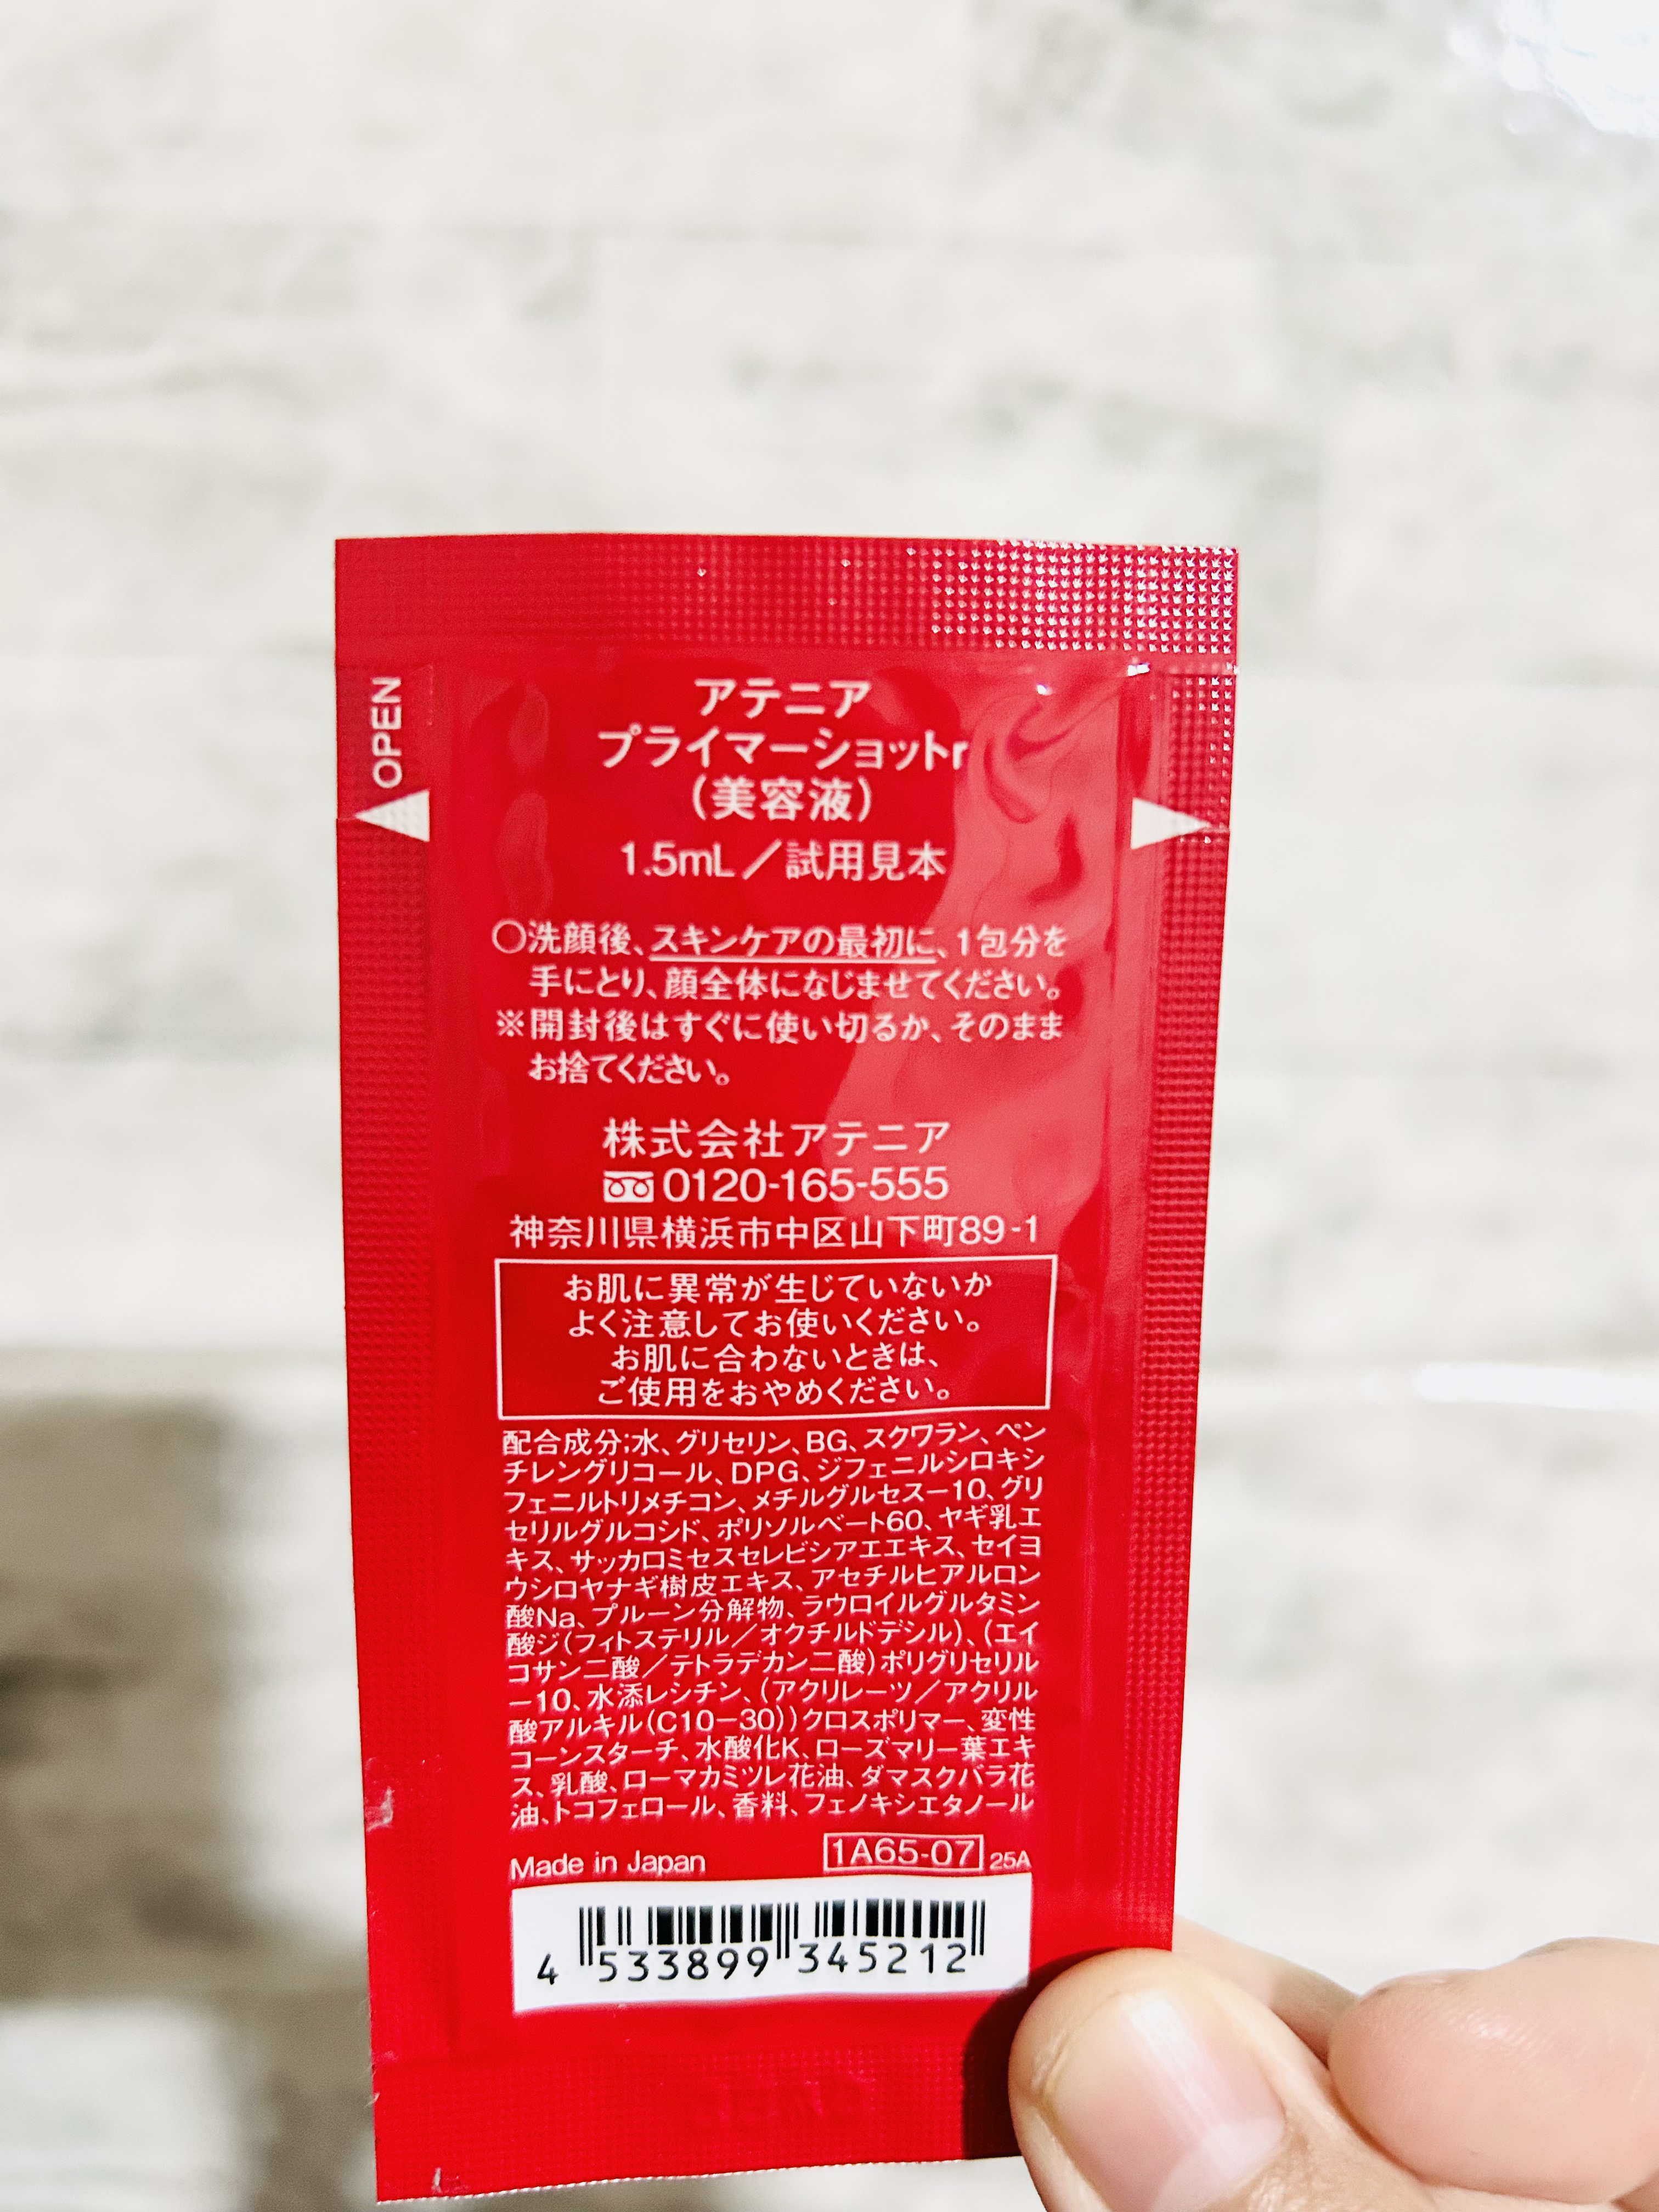 OPEN
アテニア
プライマーショットr
(美容液)
1.5mL/試用見本
○洗顔後、スキンケアの最初に、1包分を
手にとり、顔全体になじませてください。
※開封後はすぐに使い切るか、そのまま
お捨てください。
株式会社アテニア
0120-165-555
神奈川県横浜市中区山下町89-1
お肌に異常が生じていないか
よく注意してお使いください。
お肌に合わないときは、
ご使用をおやめください。
配合成分;水、グリセリン、BG、スクワラン、ペン
チレングリコール、DPG、ジフェニルシロキシ
フェニルトリメチコン、メチルグルセス-10、グリ
セリルグルコシド、ポリソルベート60、ヤギ乳エ
キス、サッカロミセスセレビシアエエキス、セイヨ
ウシロヤナギ樹皮エキス、アセチルヒアルロン
酸Na、プルーン分解物、ラウロイルグルタミン
酸ジ(フィトステリル/オクチルドデシル)、(エイ
コサン二酸/テトラデカン二酸)ポリグリセリル
-10、水添レシチン、(アクリレーツ/アクリル
酸アルキル(C10-30))クロスポリマー、変性
コーンスターチ、水酸化K、ローズマリー葉エキ
ス、乳酸、ローマカミツレ花油、ダマスクバラ花
油、トコフェロール、香料、フェノキシエタノール
Made in Japan 1A65-07 25A
4 533899 345212